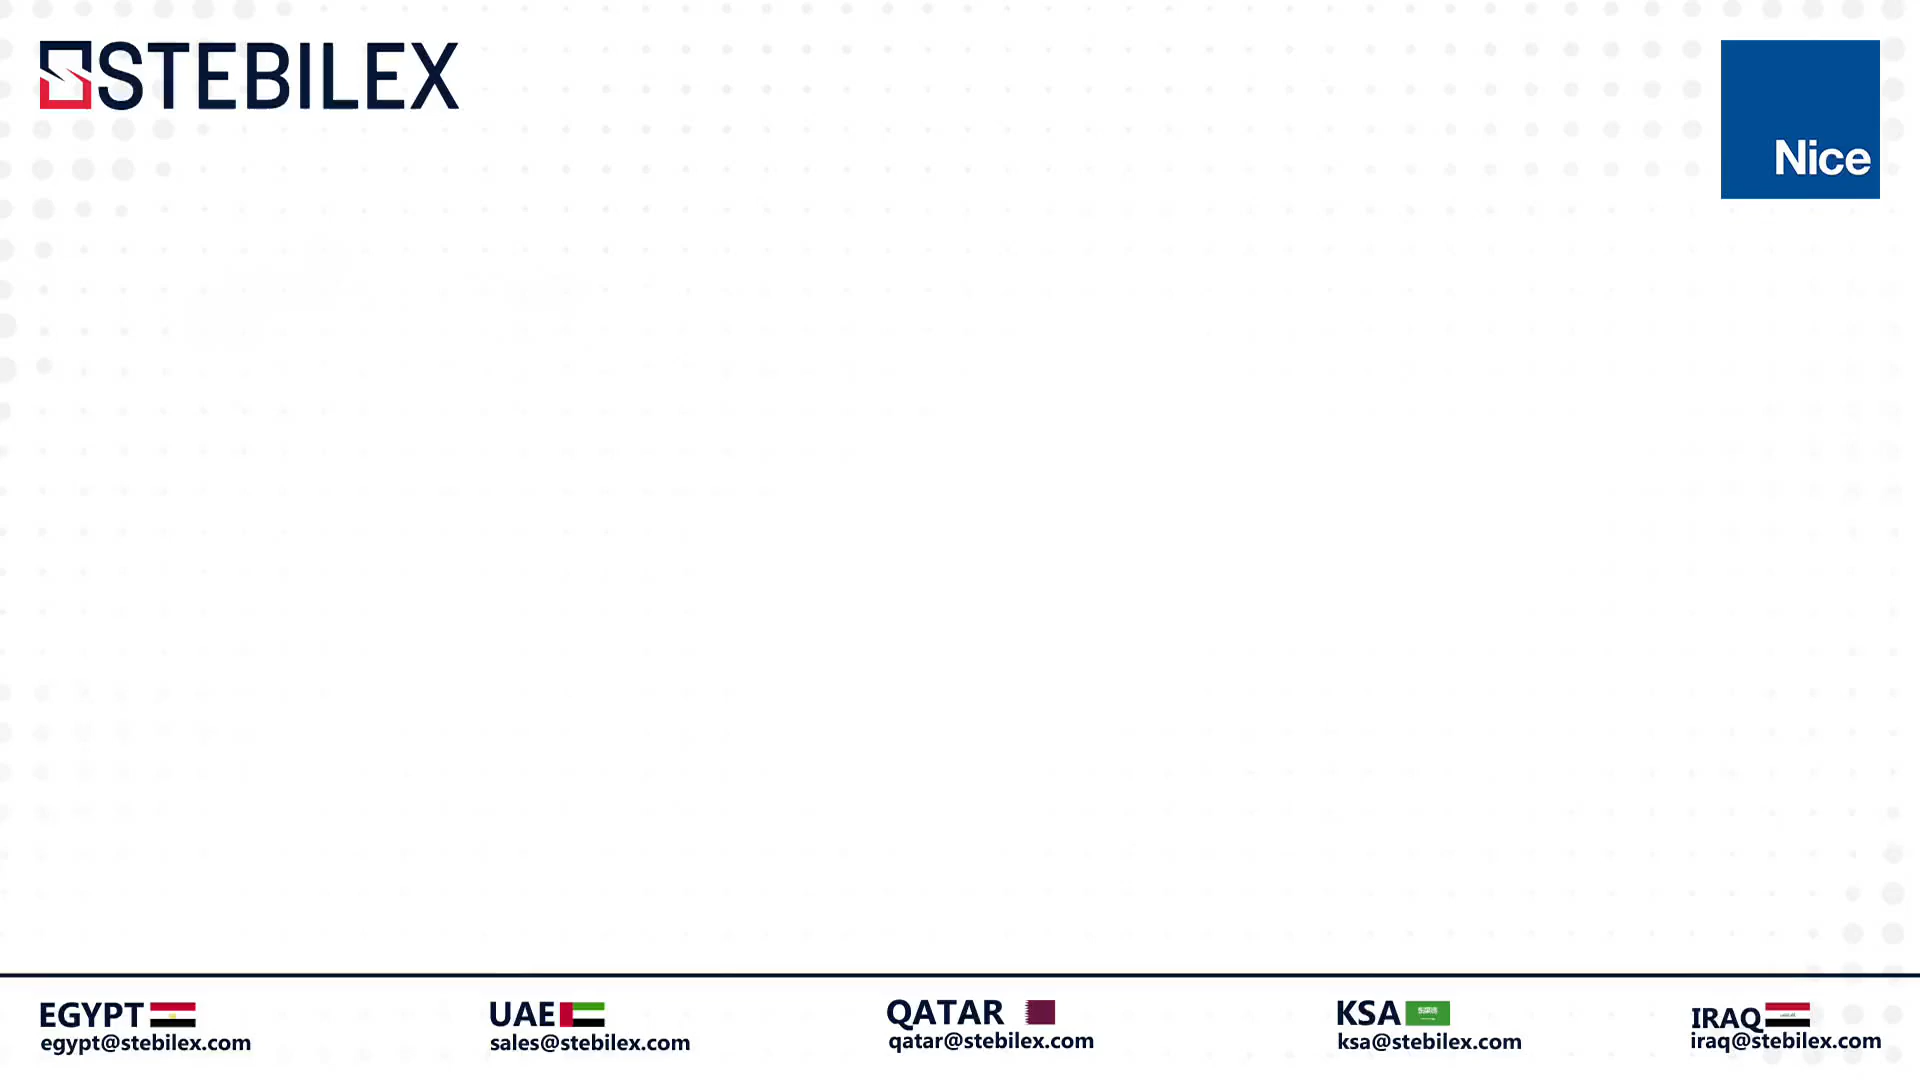 STEBILEX
Nice
EGYPT
egypt@stebilex.com
UAE
sales@stebilex.com
QATAR
qatar@stebilex.com
KSA
ksa@stebilex.com
IRAQ
iraq@stebilex.com